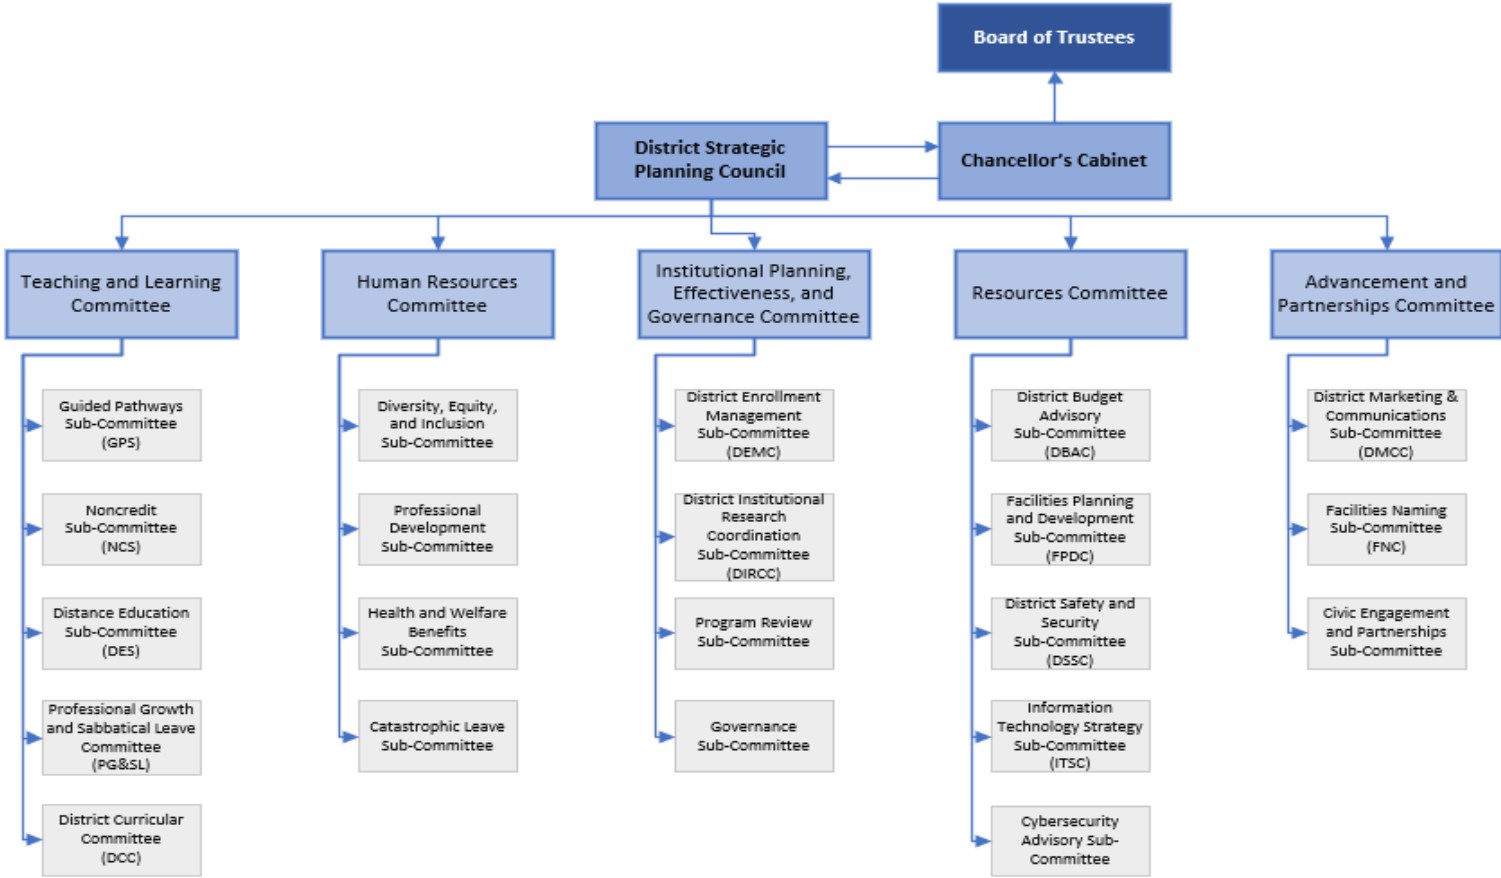 Board of Trustees
District Strategic
Planning Council
Chancellor's Cabinet
Teaching and Learning
Committee
Human Resources
Committee
Institutional Planning,
Effectiveness, and
Governance Committee
Resources Committee
Advancement and
Partnerships Committee
Guided Pathways
Sub-Committee
(GPS)
Noncredit
Sub-Committee
(NCS)
Distance Education
Sub-Committee
(DES)
Professional Growth
and Sabbatical Leave
Committee
(PG&SL)
District Curricular
Committee
(DCC)
Diversity, Equity,
and Inclusion
Sub-Committee
Professional
Development
Sub-Committee
Health and Welfare
Benefits
Sub-Committee
Catastrophic Leave
Sub-Committee
District Enrollment
Management
Sub-Committee
(DEMC)
District Institutional
Research
Coordination
Sub-Committee
(DIRCC)
Program Review
Sub-Committee
Governance
Sub-Committee
District Budget
Advisory
Sub-Committee
(DBAC)
Facilities Planning
and Development
Sub-Committee
(FPDC)
District Safety and
Security
Sub-Committee
(DSSC)
Information
Technology Strategy
Sub-Committee
(ITSC)
Cybersecurity
Advisory Sub-
Committee
District Marketing &
Communications
Sub-Committee
(DMCC)
Facilities Naming
Sub-Committee
(FNC)
Civic Engagement
and Partnerships
Sub-Committee